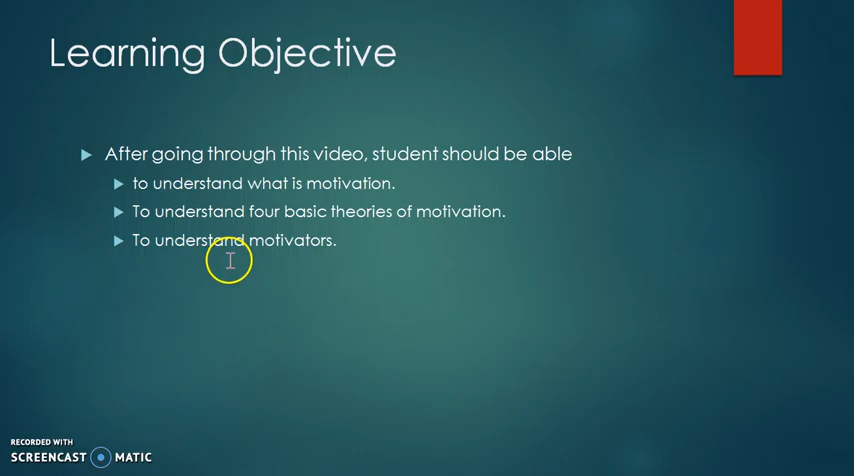 Learning Objective
After going through this video, student should be able
to understand what is motivation.
To understand four basic theories of motivation.
To understand motivators.
RECORDED WITH
SCREENCAST MATIC